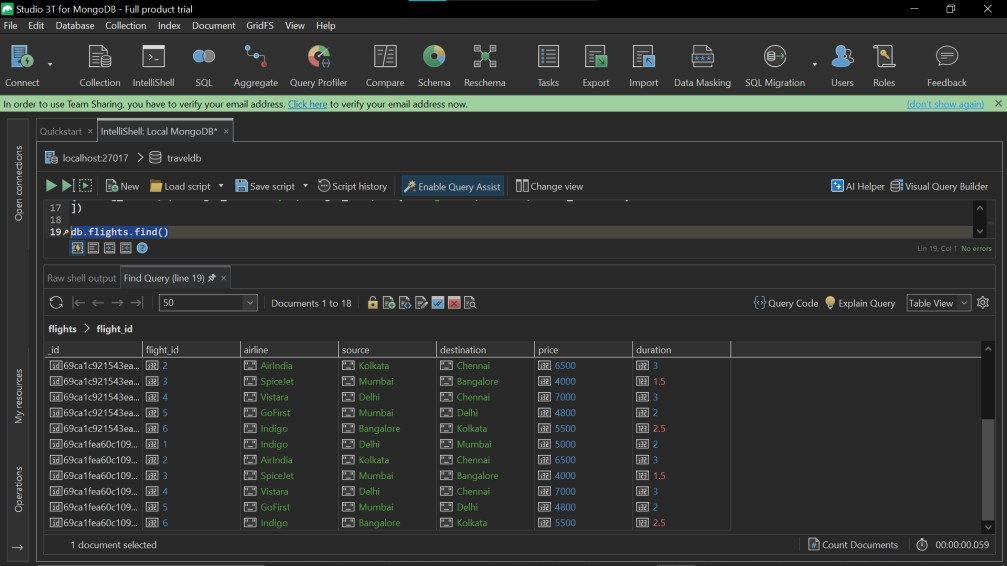 Studio 3T for MongoDB - Full product trial
File Edit Database Collection Index Document GridFS View Help
Connect Collection IntelliShell SQL Aggregate Query Profiler Compare Schema Reschema Tasks Export Import Data Masking SQL Migration Users Roles Feedback
In order to use Team Sharing, you have to verify your email address. Click here to verify your email address now. (don't show again)
Open connections
My resources
Operations
Quickstart IntelliShell: Local MongoDB*
localhost:27017 traveldb
New Load script Save script Script history Enable Query Assist Change view AI Helper Visual Query Builder
17 ])
18
19 db.flights.find()
Lin 19, Col 1 No errors
Raw shell output Find Query (line 19)
50 Documents 1 to 18 Query Code Explain Query Table View
flights > flight_id
_id flight_id airline source destination price duration
69ca1c921543ea... 2 AirIndia Kolkata Chennai 6500 3
69ca1c921543ea... 3 SpiceJet Mumbai Bangalore 4000 1.5
69ca1c921543ea... 4 Vistara Delhi Chennai 7000 3
69ca1c921543ea... 5 GoFirst Mumbai Delhi 4800 2
69ca1c921543ea... 6 Indigo Bangalore Kolkata 5500 2.5
69ca1fea60c109... 1 Indigo Delhi Mumbai 5000 2
69ca1fea60c109... 2 AirIndia Kolkata Chennai 6500 3
69ca1fea60c109... 3 SpiceJet Mumbai Bangalore 4000 1.5
69ca1fea60c109... 4 Vistara Delhi Chennai 7000 3
69ca1fea60c109... 5 GoFirst Mumbai Delhi 4800 2
69ca1fea60c109... 6 Indigo Bangalore Kolkata 5500 2.5
1 document selected Count Documents 00:00:00.059